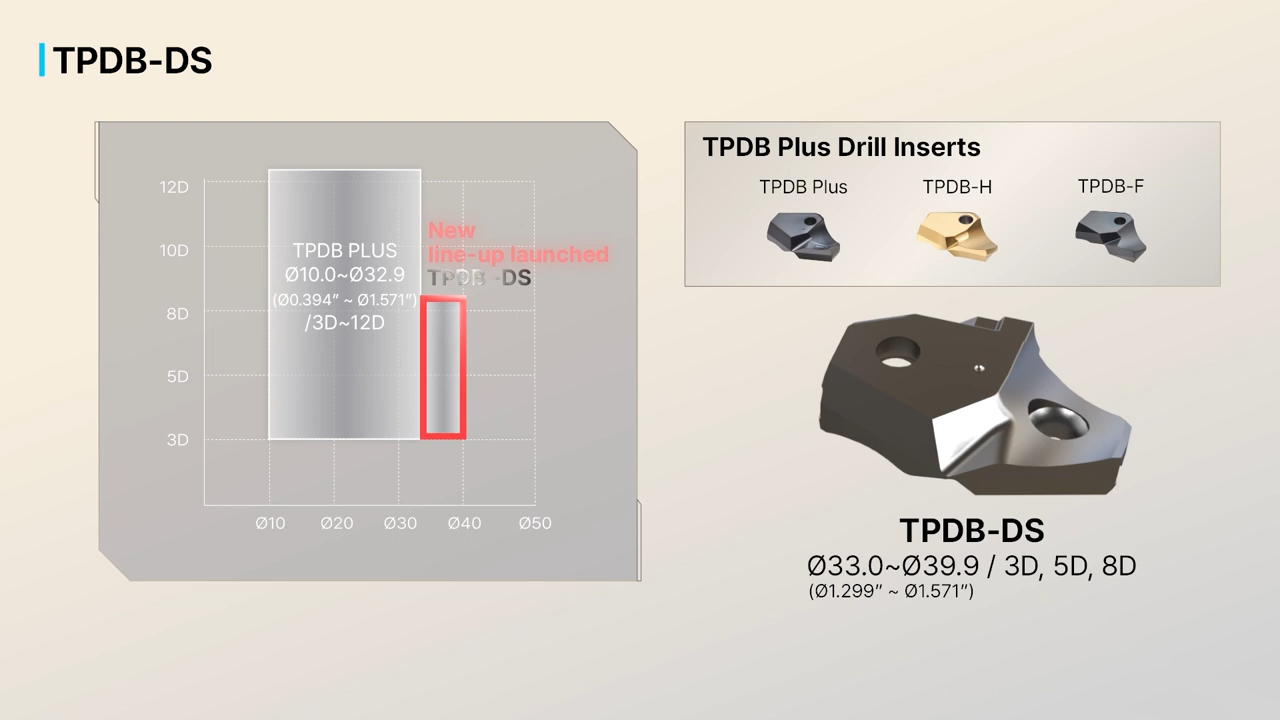 TPDB-DS
12D
10D
8D
5D
3D
TPDB PLUS
Ø10.0~Ø32.9
(Ø0.394” ~ Ø1.571”)
/3D~12D
New
line-up launched
TPDB -DS
Ø10
Ø20
Ø30
Ø40
Ø50
TPDB Plus Drill Inserts
TPDB Plus
TPDB-H
TPDB-F
TPDB-DS
Ø33.0~Ø39.9 / 3D, 5D, 8D
(Ø1.299” ~ Ø1.571”)